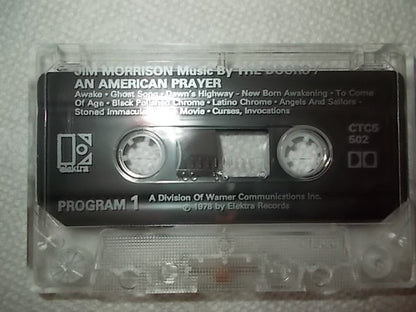 JIM MORRISON Music By THE DOORS /
AN AMERICAN PRAYER
Awake • Ghost Song • Dawn's Highway - New Born Awakening • To Come
Of Age • Black Polished Chrome • Latino Chrome • Angels And Sailors -
Stoned Immaculate Movie • Curses, Invocations
Elektra
CTC5
502
PROGRAM 1
A Division Of Warner Communications Inc.
© 1978 by Elektra Records